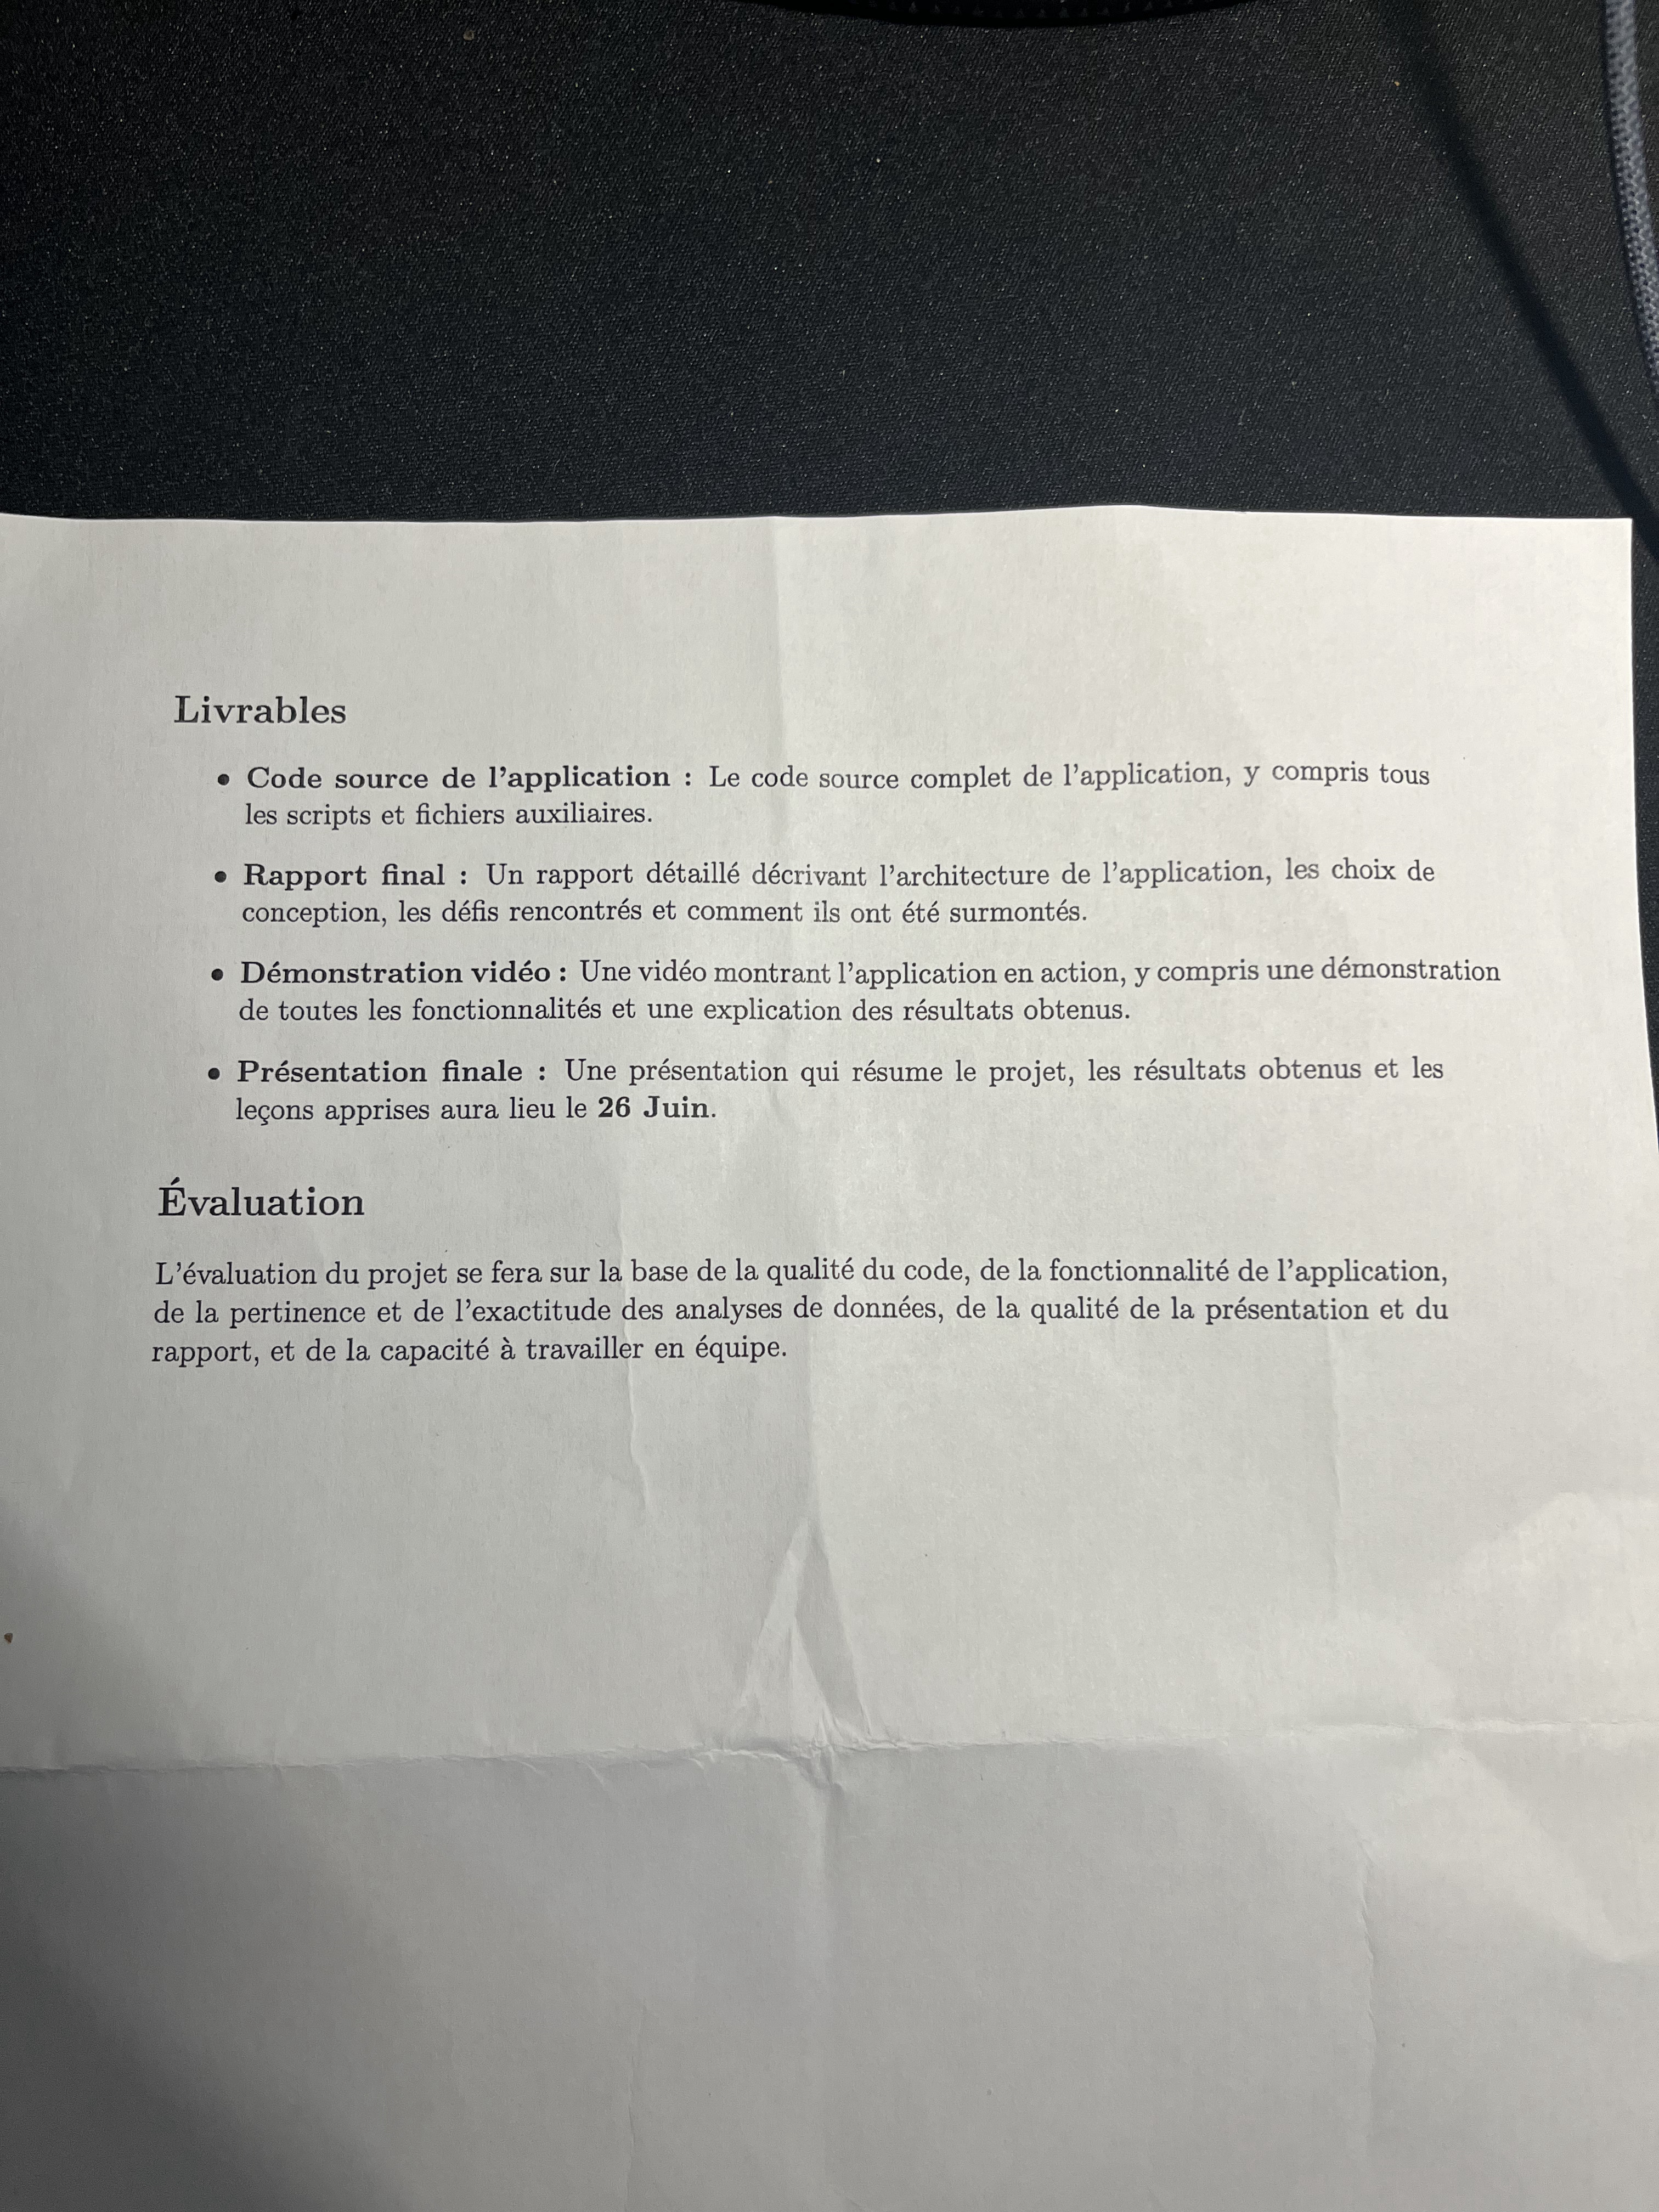 Livrables
• Code source de l'application : Le code source complet de l'application, y compris tous
les scripts et fichiers auxiliaires.
• Rapport final : Un rapport détaillé décrivant l'architecture de l'application, les choix de
conception, les défis rencontrés et comment ils ont été surmontés.
• Démonstration vidéo : Une vidéo montrant l'application en action, y compris une démonstration
de toutes les fonctionnalités et une explication des résultats obtenus.
• Présentation finale : Une présentation qui résume le projet, les résultats obtenus et les
leçons apprises aura lieu le 26 Juin.
Évaluation
L'évaluation du projet se fera sur la base de la qualité du code, de la fonctionnalité de l'application,
de la pertinence et de l'exactitude des analyses de données, de la qualité de la présentation et du
rapport, et de la capacité à travailler en équipe.